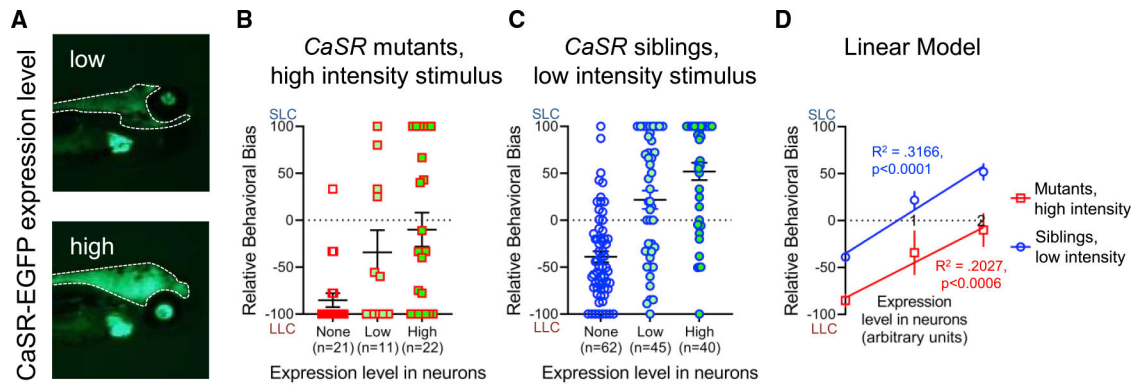 A
CaSR-EGFP expression level
low
high
B
CaSR mutants,
high intensity stimulus
Relative Behavioral Bias
SLC
100
50
0
-50
-100
LLC
None
Low
High
(n=21)
(n=11)
(n=22)
Expression level in neurons
C
CaSR siblings,
low intensity stimulus
Relative Behavioral Bias
SLC
100
50
0
-50
-100
LLC
None
Low
High
(n=62)
(n=45)
(n=40)
Expression level in neurons
D
Linear Model
Relative Behavioral Bias
SLC
100
50
0
-50
-100
LLC
R² = .3166,
p<0.0001
1
2
R² = .2027,
p<0.0006
Expression
level in neurons
(arbitrary units)
Mutants,
high intensity
Siblings,
low intensity